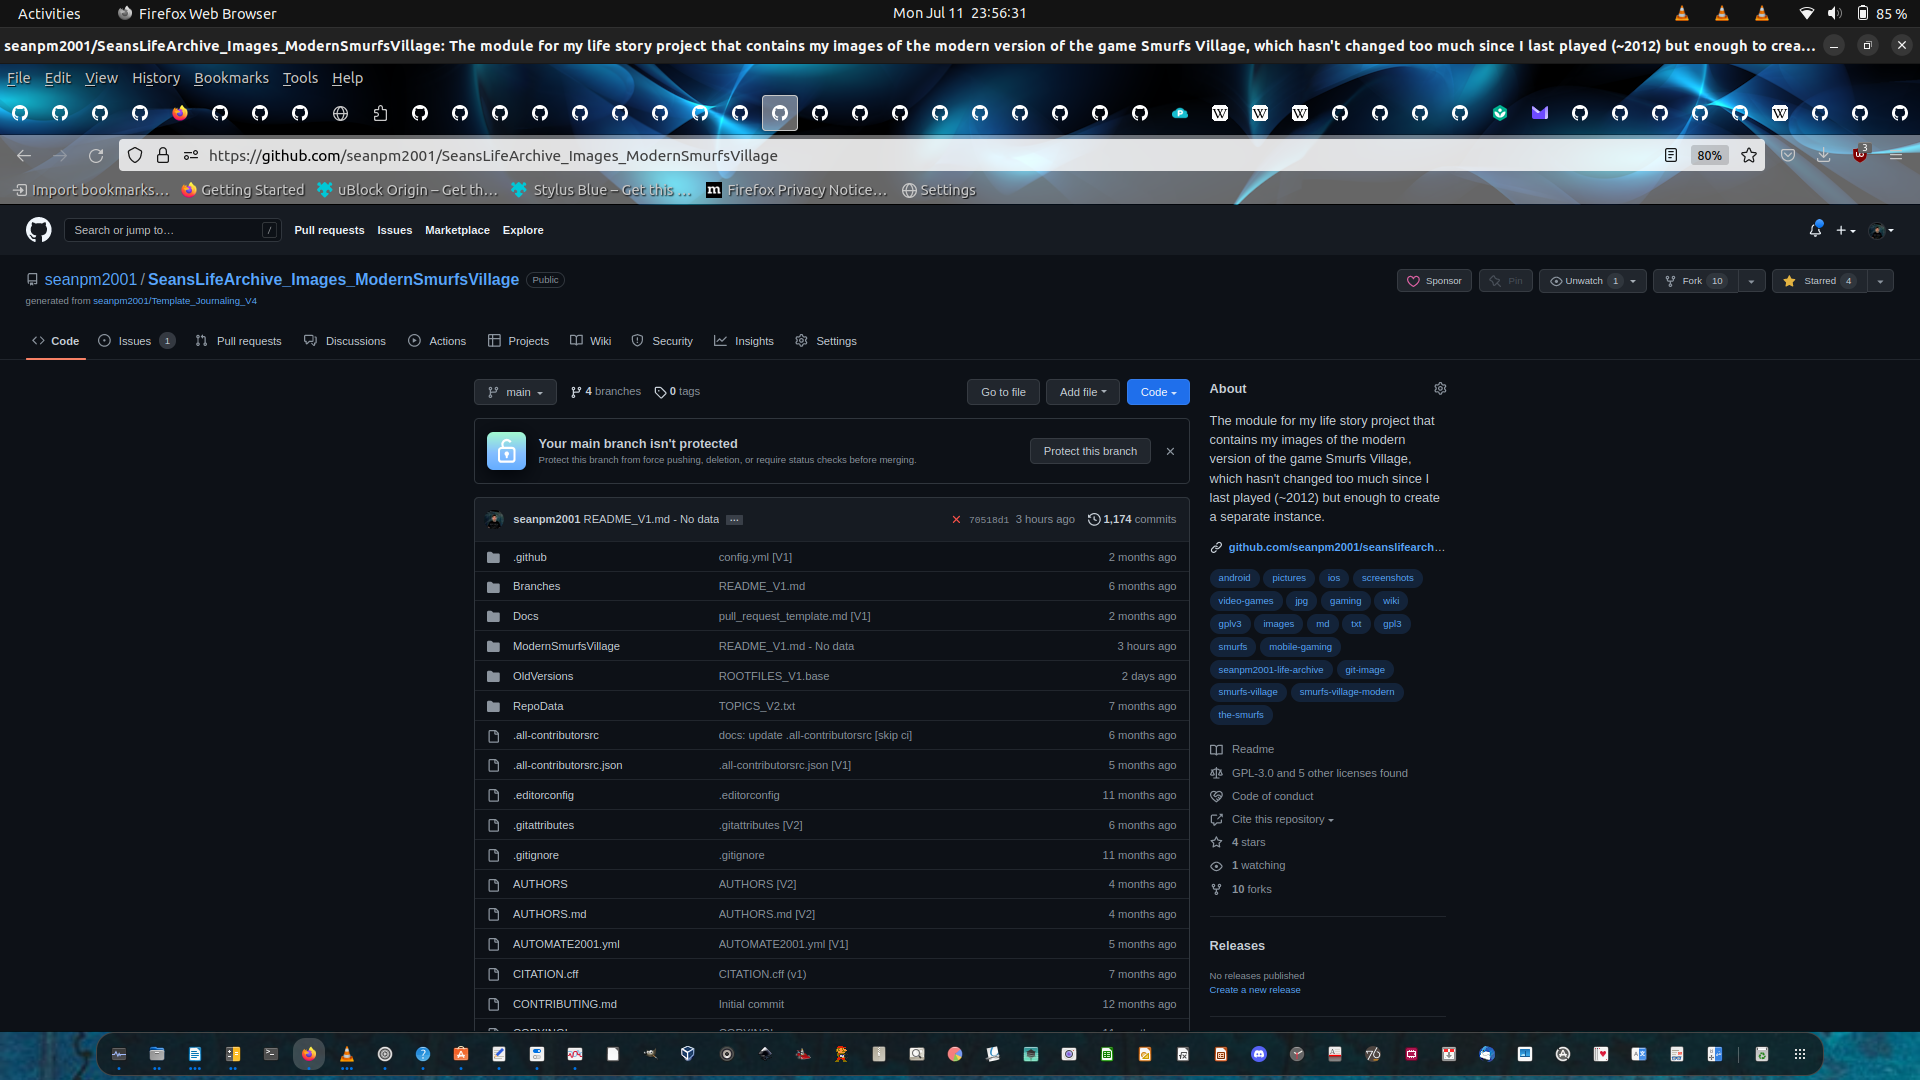 Activities
Firefox Web Browser
Mon Jul 11 23:56:31
85 %
seanpm2001/SeansLifeArchive_Images_ModernSmurfsVillage: The module for my life story project that contains my images of the modern version of the game Smurfs Village, which hasn't changed too much since I last played (~2012) but enough to crea…
File Edit View History Bookmarks Tools Help
https://github.com/seanpm2001/SeansLifeArchive_Images_ModernSmurfsVillage
80%
3
Import bookmarks…
Getting Started
uBlock Origin – Get th…
Stylus Blue – Get this …
Firefox Privacy Notice…
Settings
Search or jump to… /
Pull requests Issues Marketplace Explore
seanpm2001 / SeansLifeArchive_Images_ModernSmurfsVillage Public
generated from seanpm2001/Template_Journaling_V4
Sponsor
Pin
Unwatch 1
Fork 10
Starred 4
Code
Issues 1
Pull requests
Discussions
Actions
Projects
Wiki
Security
Insights
Settings
main
4 branches
0 tags
Go to file
Add file
Code
Your main branch isn't protected
Protect this branch from force pushing, deletion, or require status checks before merging.
Protect this branch
seanpm2001 README_V1.md - No data … 70518d1 3 hours ago 1,174 commits
.github config.yml [V1] 2 months ago
Branches README_V1.md 6 months ago
Docs pull_request_template.md [V1] 2 months ago
ModernSmurfsVillage README_V1.md - No data 3 hours ago
OldVersions ROOTFILES_V1.base 2 days ago
RepoData TOPICS_V2.txt 7 months ago
.all-contributorsrc docs: update .all-contributorsrc [skip ci] 6 months ago
.all-contributorsrc.json .all-contributorsrc.json [V1] 5 months ago
.editorconfig .editorconfig 11 months ago
.gitattributes .gitattributes [V2] 6 months ago
.gitignore .gitignore 11 months ago
AUTHORS AUTHORS [V2] 4 months ago
AUTHORS.md AUTHORS.md [V2] 4 months ago
AUTOMATE2001.yml AUTOMATE2001.yml [V1] 5 months ago
CITATION.cff CITATION.cff (v1) 7 months ago
CONTRIBUTING.md Initial commit 12 months ago
About
The module for my life story project that
contains my images of the modern
version of the game Smurfs Village,
which hasn't changed too much since I
last played (~2012) but enough to create
a separate instance.
github.com/seanpm2001/seanslifearch…
android pictures ios screenshots
video-games jpg gaming wiki
gplv3 images md txt gpl3
smurfs mobile-gaming
seanpm2001-life-archive git-image
smurfs-village smurfs-village-modern
the-smurfs
Readme
GPL-3.0 and 5 other licenses found
Code of conduct
Cite this repository
4 stars
1 watching
10 forks
Releases
No releases published
Create a new release